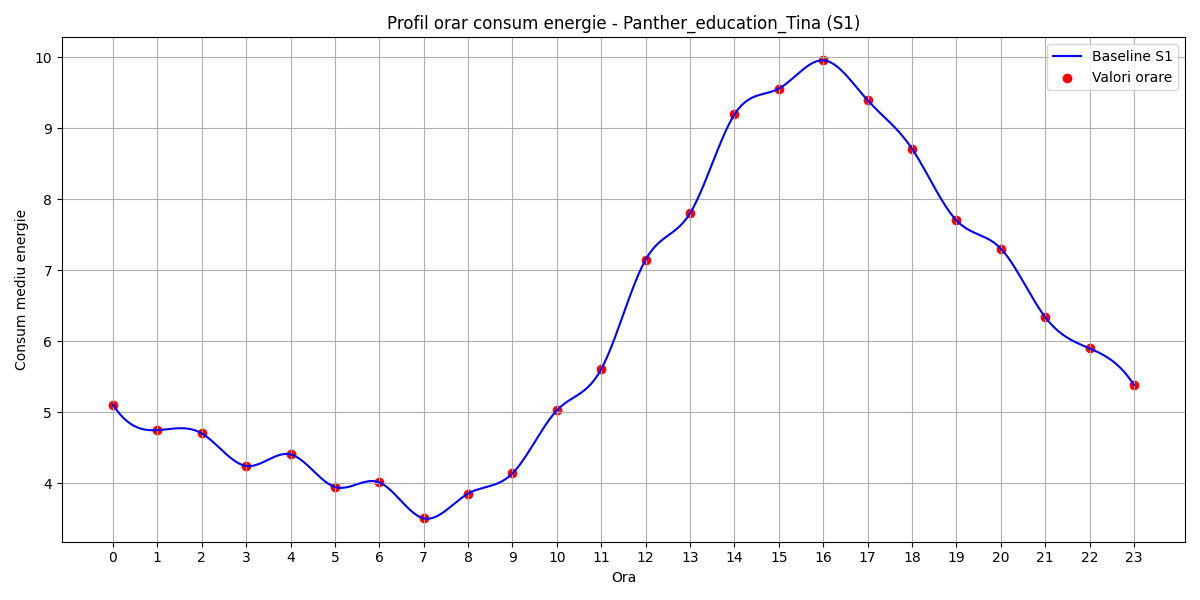 Profil orar consum energie - Panther_education_Tina (S1)
Baseline S1
Valori orare
Consum mediu energie
10
9
8
7
6
5
4
0 1 2 3 4 5 6 7 8 9 10 11 12 13 14 15 16 17 18 19 20 21 22 23
Ora